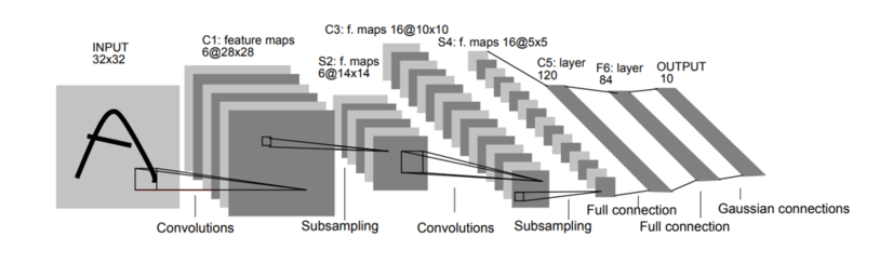 INPUT
32x32
C1: feature maps
6@28x28
S2: f. maps
6@14x14
C3: f. maps 16@10x10
S4: f. maps 16@5x5
C5: layer
120
F6: layer
84
OUTPUT
10
A
Convolutions
Subsampling
Convolutions
Subsampling
Full connection
Full connection
Gaussian connections